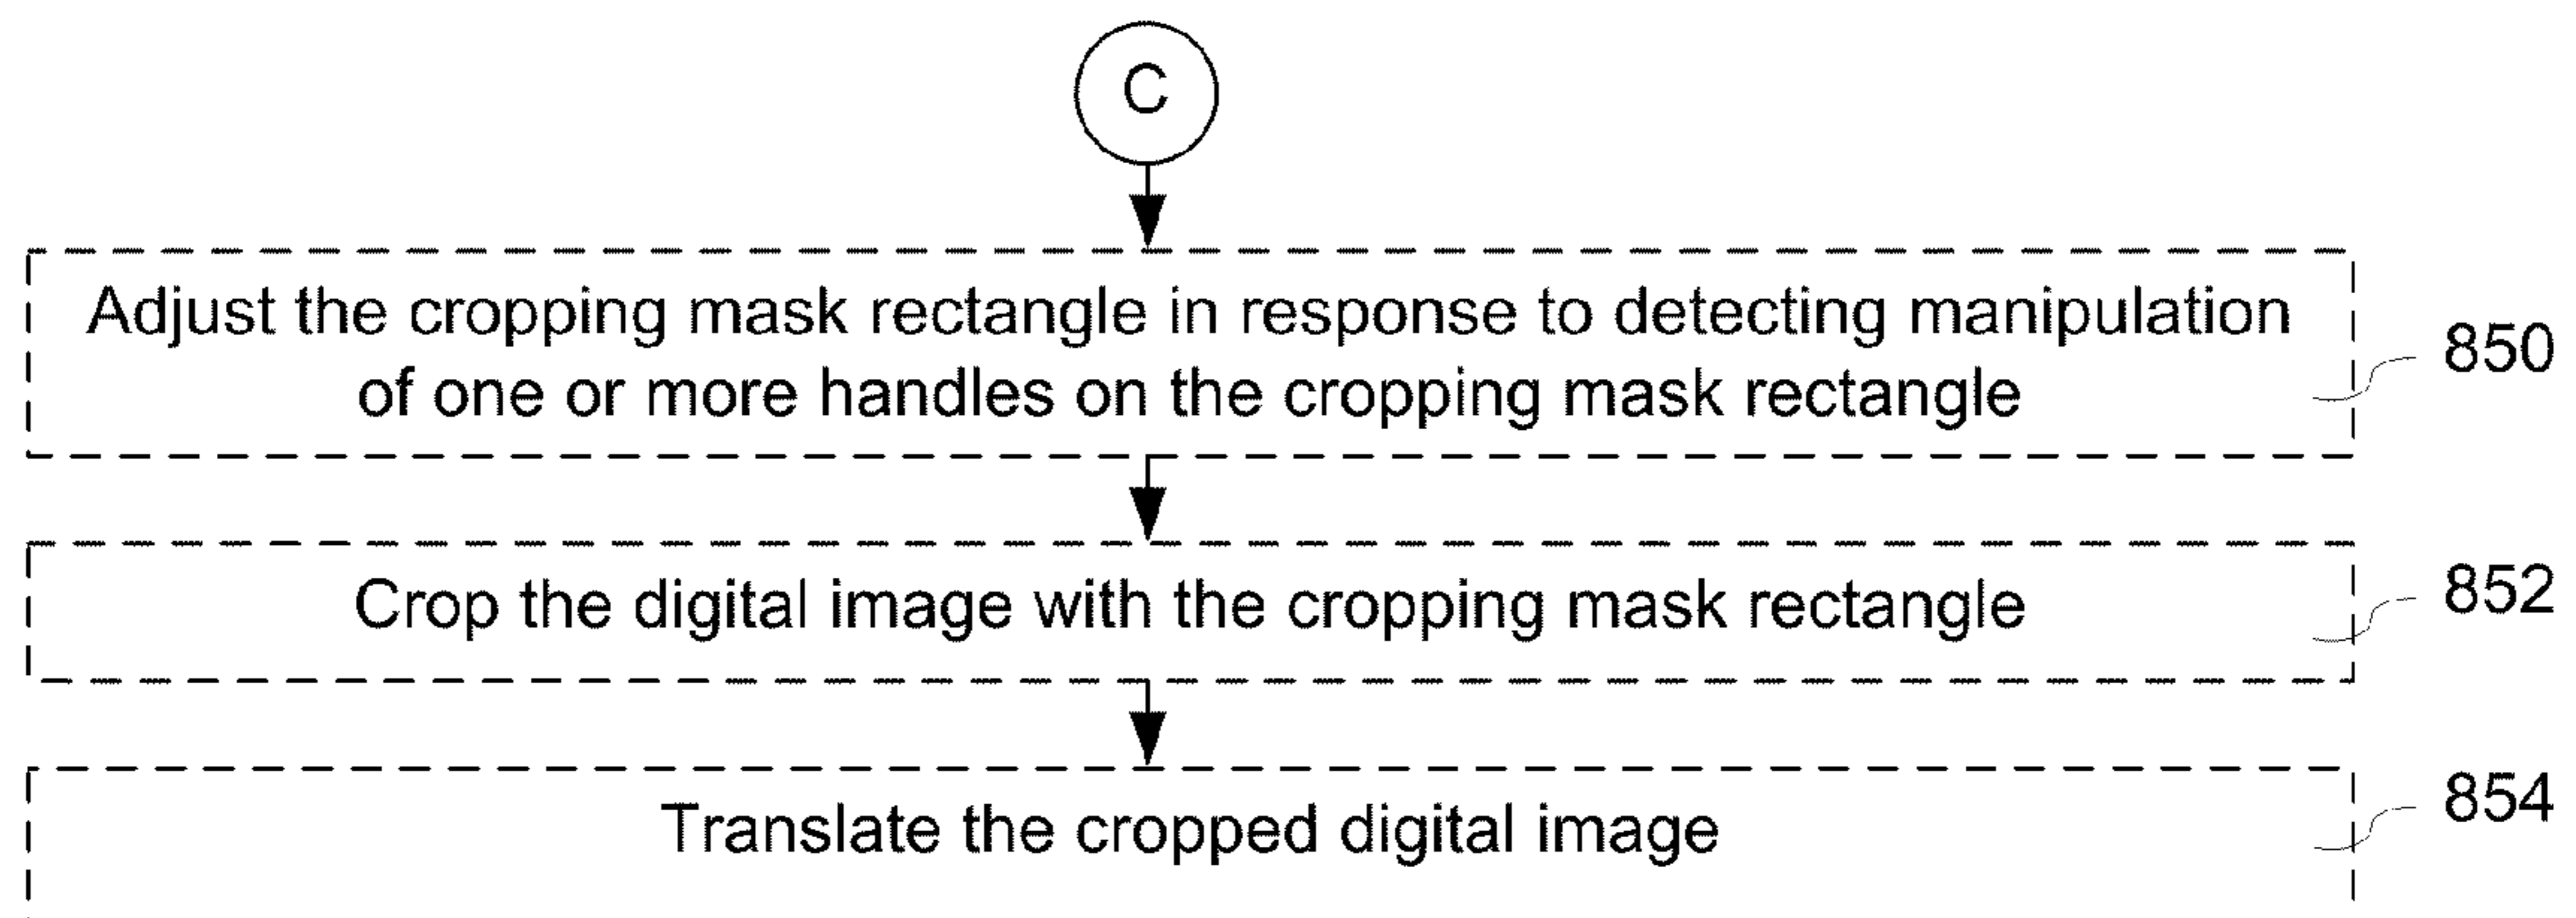 C
Adjust the cropping mask rectangle in response to detecting manipulation
of one or more handles on the cropping mask rectangle
850
Crop the digital image with the cropping mask rectangle
852
Translate the cropped digital image
854